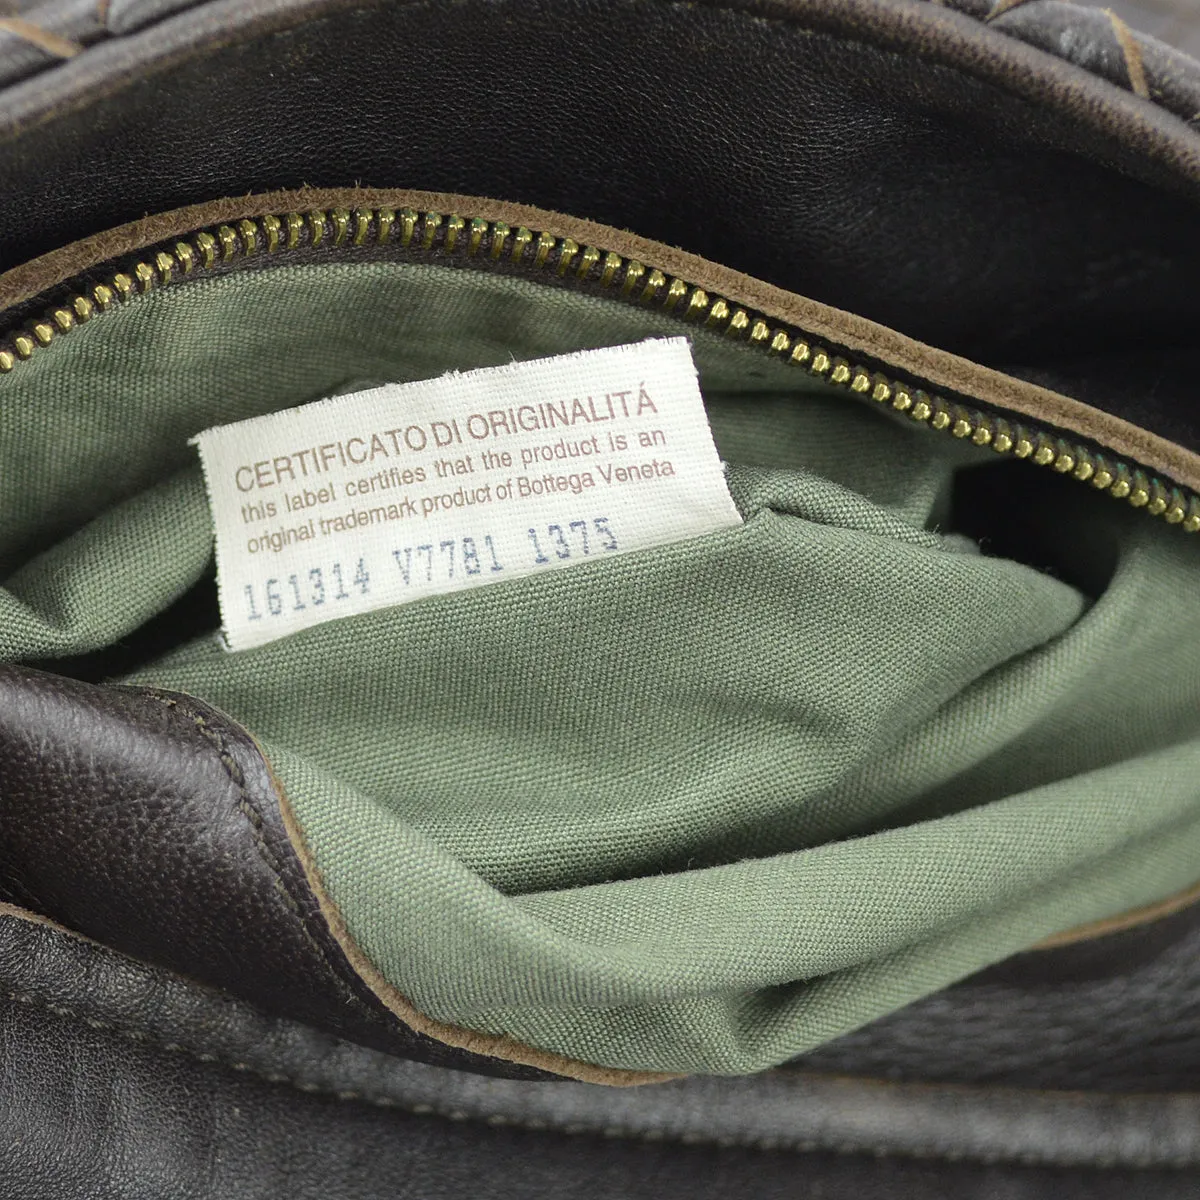 CERTIFICATO DI ORIGINALITÁ
this label certifies that the product is an
original trademark product of Bottega Veneta
161314 V7781 1375